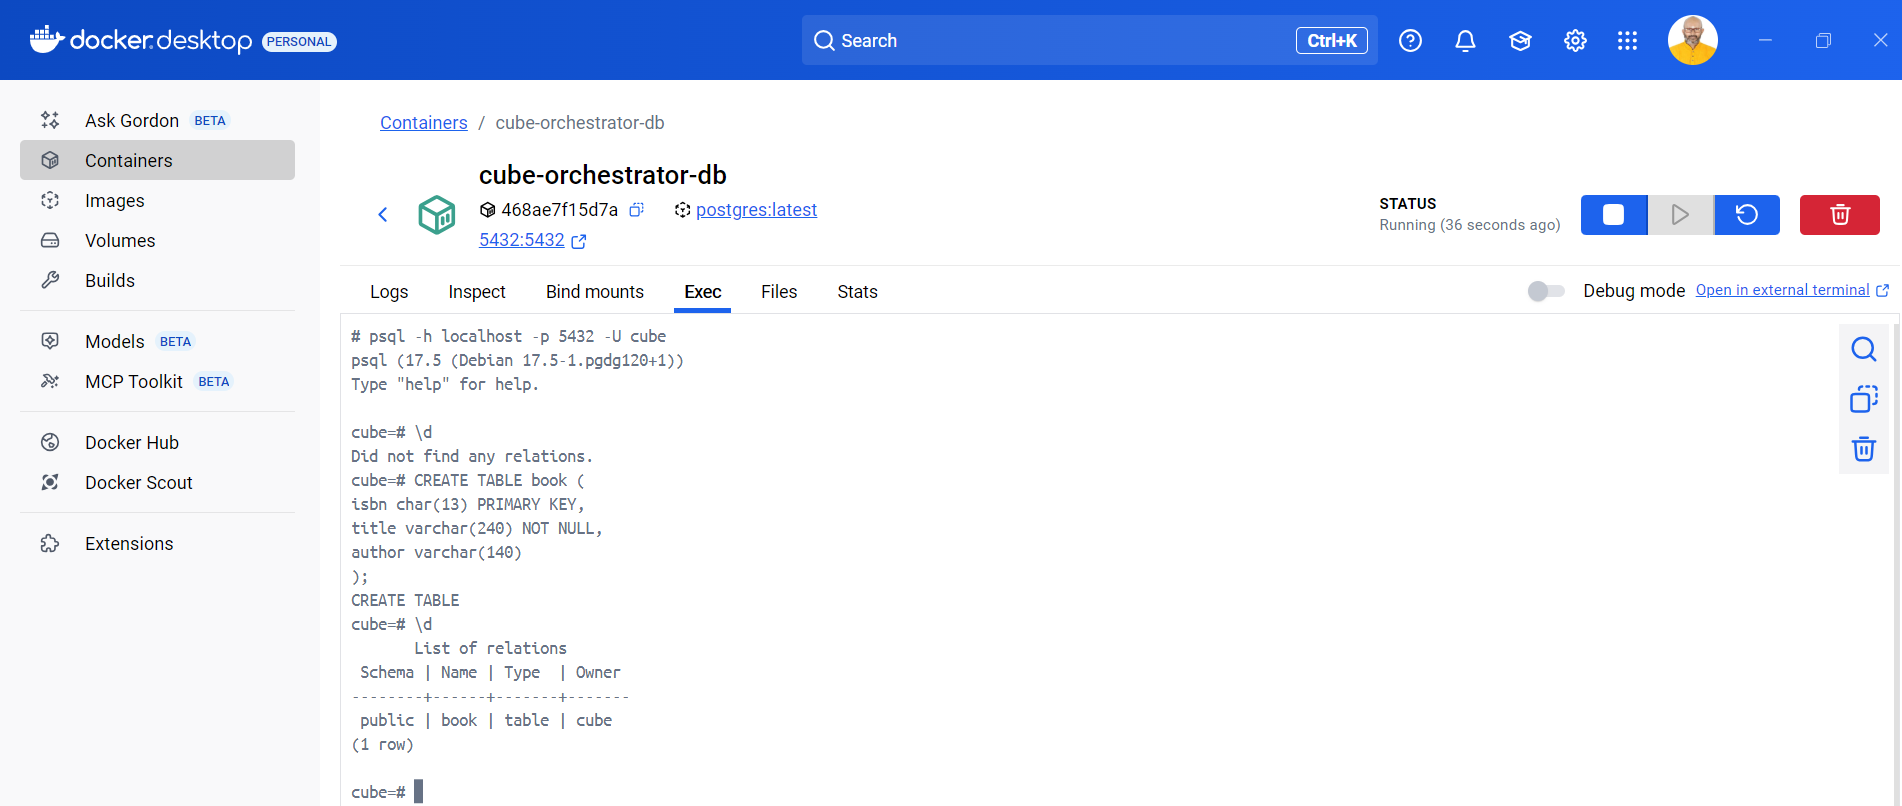 docker.desktop PERSONAL
Search
Ctrl+K
Ask Gordon BETA
Containers
Images
Volumes
Builds
Models BETA
MCP Toolkit BETA
Docker Hub
Docker Scout
Extensions
Containers / cube-orchestrator-db
cube-orchestrator-db
468ae7f15d7a postgres:latest
5432:5432
STATUS
Running (36 seconds ago)
Logs Inspect Bind mounts Exec Files Stats
Debug mode Open in external terminal
# psql -h localhost -p 5432 -U cube
psql (17.5 (Debian 17.5-1.pgdg120+1))
Type "help" for help.
cube=# \d
Did not find any relations.
cube=# CREATE TABLE book (
isbn char(13) PRIMARY KEY,
title varchar(240) NOT NULL,
author varchar(140)
);
CREATE TABLE
cube=# \d
List of relations
Schema | Name | Type | Owner
--------+------+-------+-------
public | book | table | cube
(1 row)
cube=#